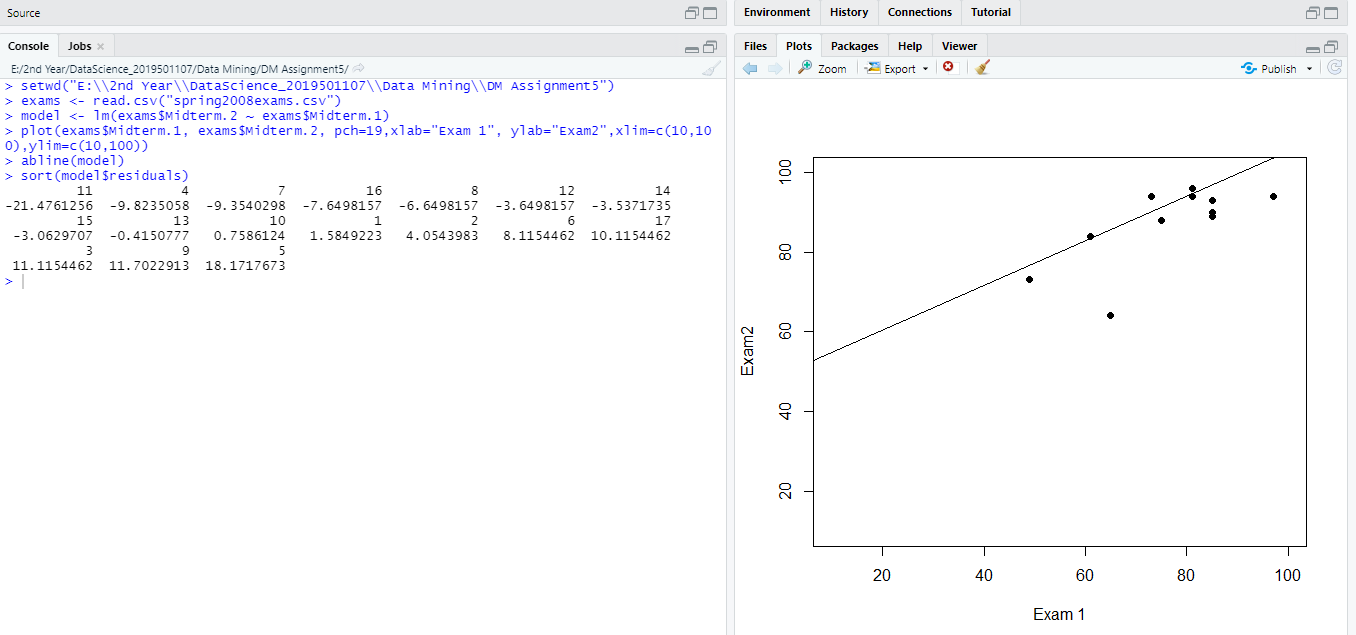 Source
Console Jobs
E:/2nd Year/DataScience_2019501107/Data Mining/DM Assignment5/
> setwd("E:\\2nd Year\\DataScience_2019501107\\Data Mining\\DM Assignment5")
> exams <- read.csv("spring2008exams.csv")
> model <- lm(exams$Midterm.2 ~ exams$Midterm.1)
> plot(exams$Midterm.1, exams$Midterm.2, pch=19,xlab="Exam 1", ylab="Exam2",xlim=c(10,10
0),ylim=c(10,100))
> abline(model)
> sort(model$residuals)
11 4 7 16 8 12 14
-21.4761256 -9.8235058 -9.3540298 -7.6498157 -6.6498157 -3.6498157 -3.5371735
15 13 10 1 2 6 17
-3.0629707 -0.4150777 0.7586124 1.5849223 4.0543983 8.1154462 10.1154462
3 9 5
11.1154462 11.7022913 18.1717673
>
Environment History Connections Tutorial
Files Plots Packages Help Viewer
Zoom Export Publish
100
80
60
40
20
Exam2
20 40 60 80 100
Exam 1